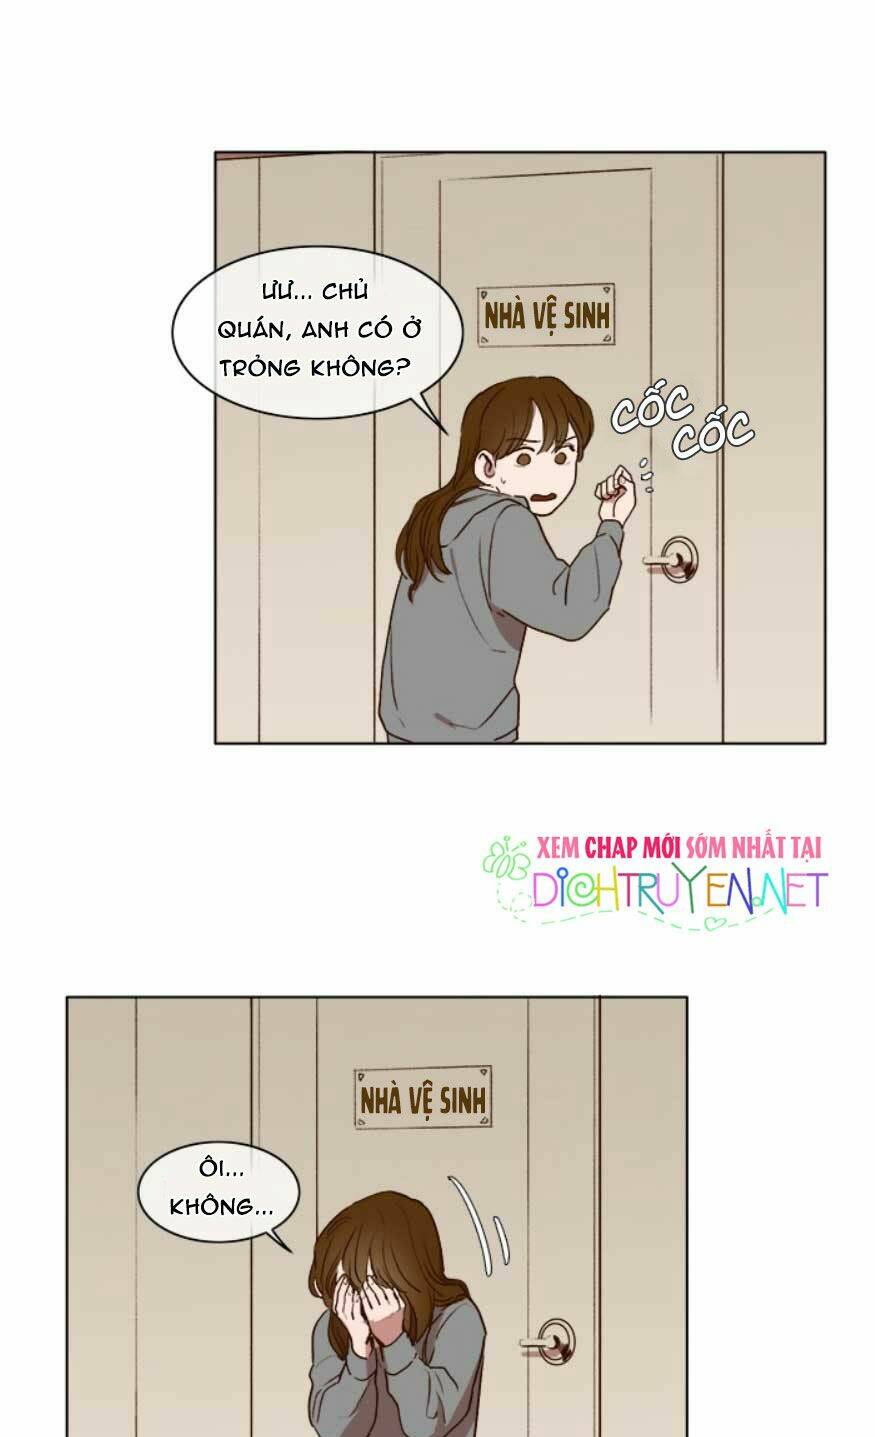 ƯƯ... CHỦ
QUÁN, ANH CÓ Ở
TRỎNG KHÔNG?
NHÀ VỆ SINH
CỐC
CỐC
XEM CHAP MỚI SỚM NHẤT TẠI
DICHTRUYEN.NET
NHÀ VỆ SINH
ÔI...
KHÔNG...